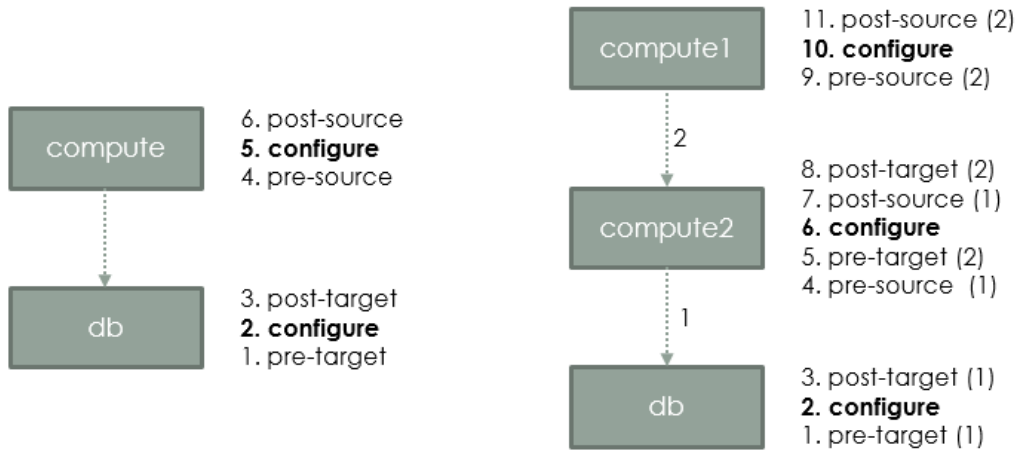 compute
6. post-source
5. configure
4. pre-source
db
3. post-target
2. configure
1. pre-target
compute1
11. post-source (2)
10. configure
9. pre-source (2)
2
compute2
8. post-target (2)
7. post-source (1)
6. configure
5. pre-target (2)
4. pre-source  (1)
1
db
3. post-target (1)
2. configure
1. pre-target (1)